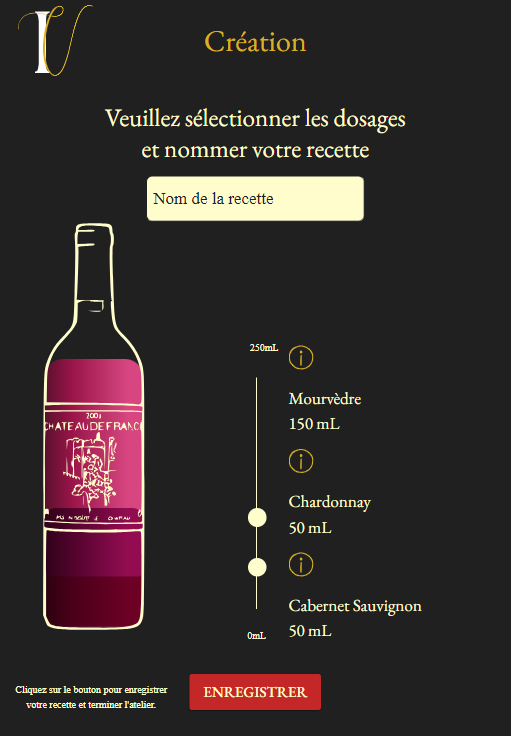 IV
Création
Veuillez sélectionner les dosages
et nommer votre recette
Nom de la recette
2001
CHATEAU DE FRANC
250mL
Mourvèdre
150 mL
Chardonnay
50 mL
Cabernet Sauvignon
50 mL
0mL
Cliquez sur le bouton pour enregistrer
votre recette et terminer l'atelier.
ENREGISTRER